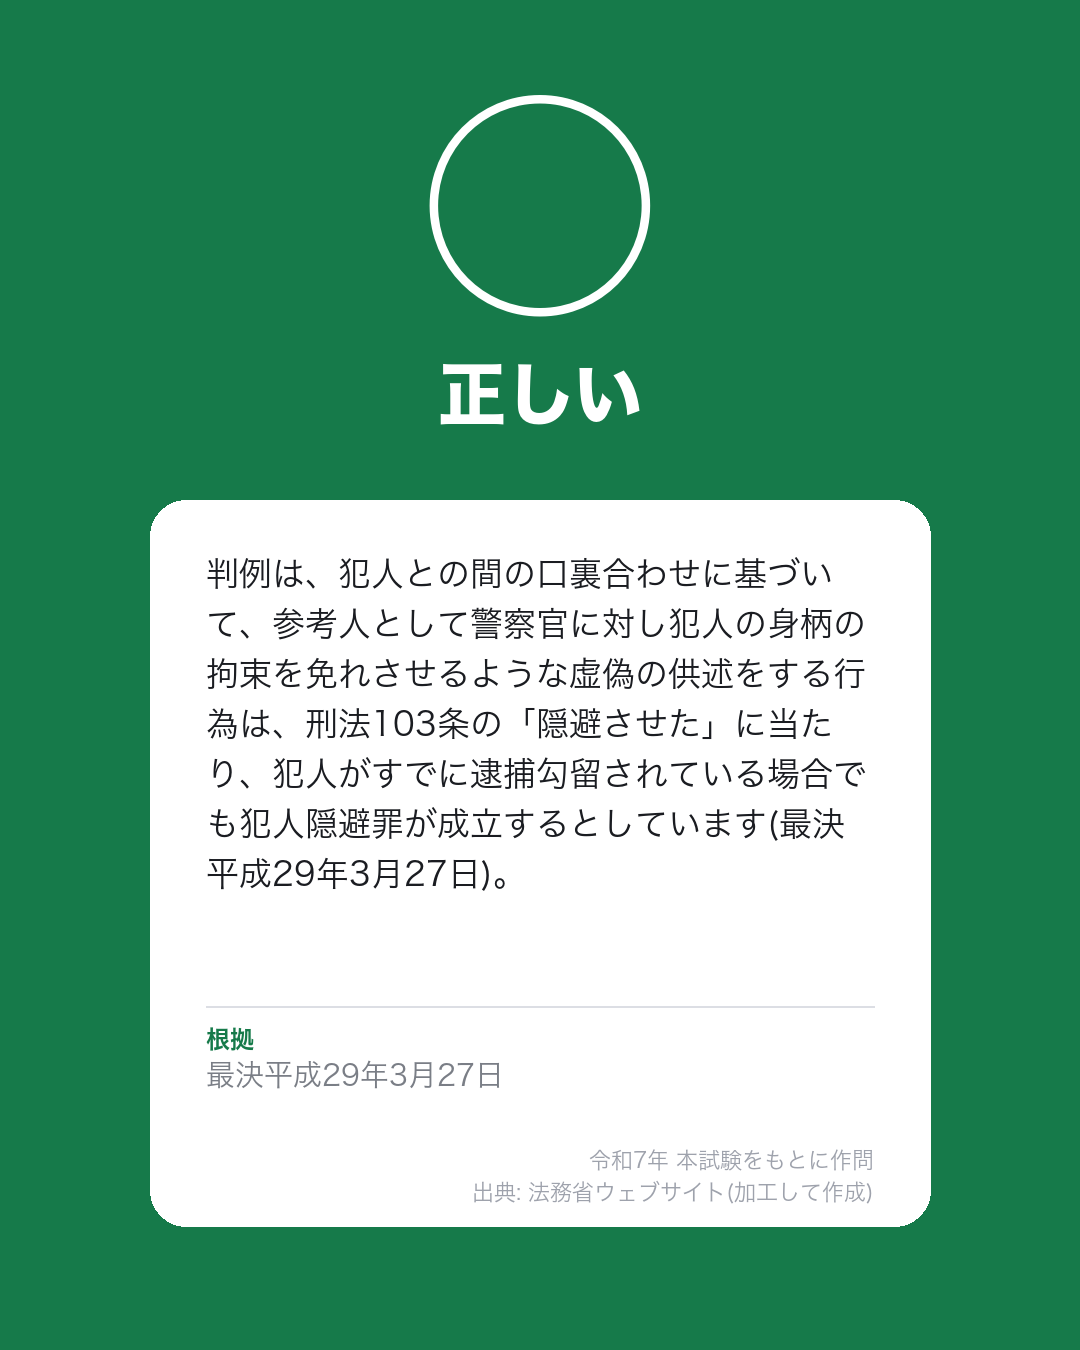 正しい
判例は、犯人との間の口裏合わせに基づい
て、参考人として警察官に対し犯人の身柄の
拘束を免れさせるような虚偽の供述をする行
為は、刑法103条の「隠避させた」に当た
り、犯人がすでに逮捕勾留されている場合で
も犯人隠避罪が成立するとしています(最決
平成29年3月27日)。
根拠
最決平成29年3月27日
令和7年 本試験をもとに作問
出典: 法務省ウェブサイト(加工して作成)